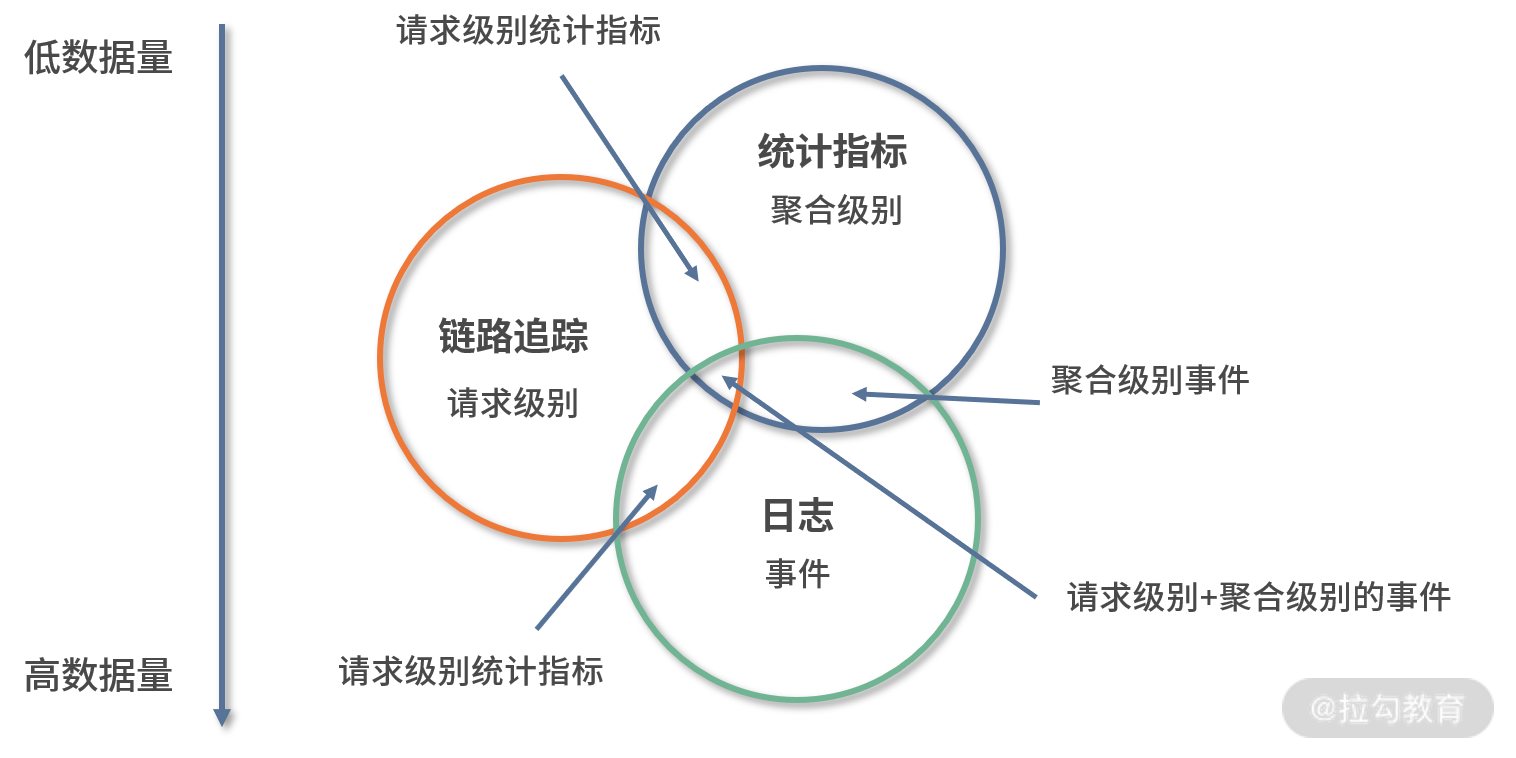 请求级别统计指标
低数据量
统计指标
聚合级别
链路追踪
请求级别
聚合级别事件
日志
事件
请求级别+聚合级别的事件
请求级别统计指标
高数据量
@拉勾教育